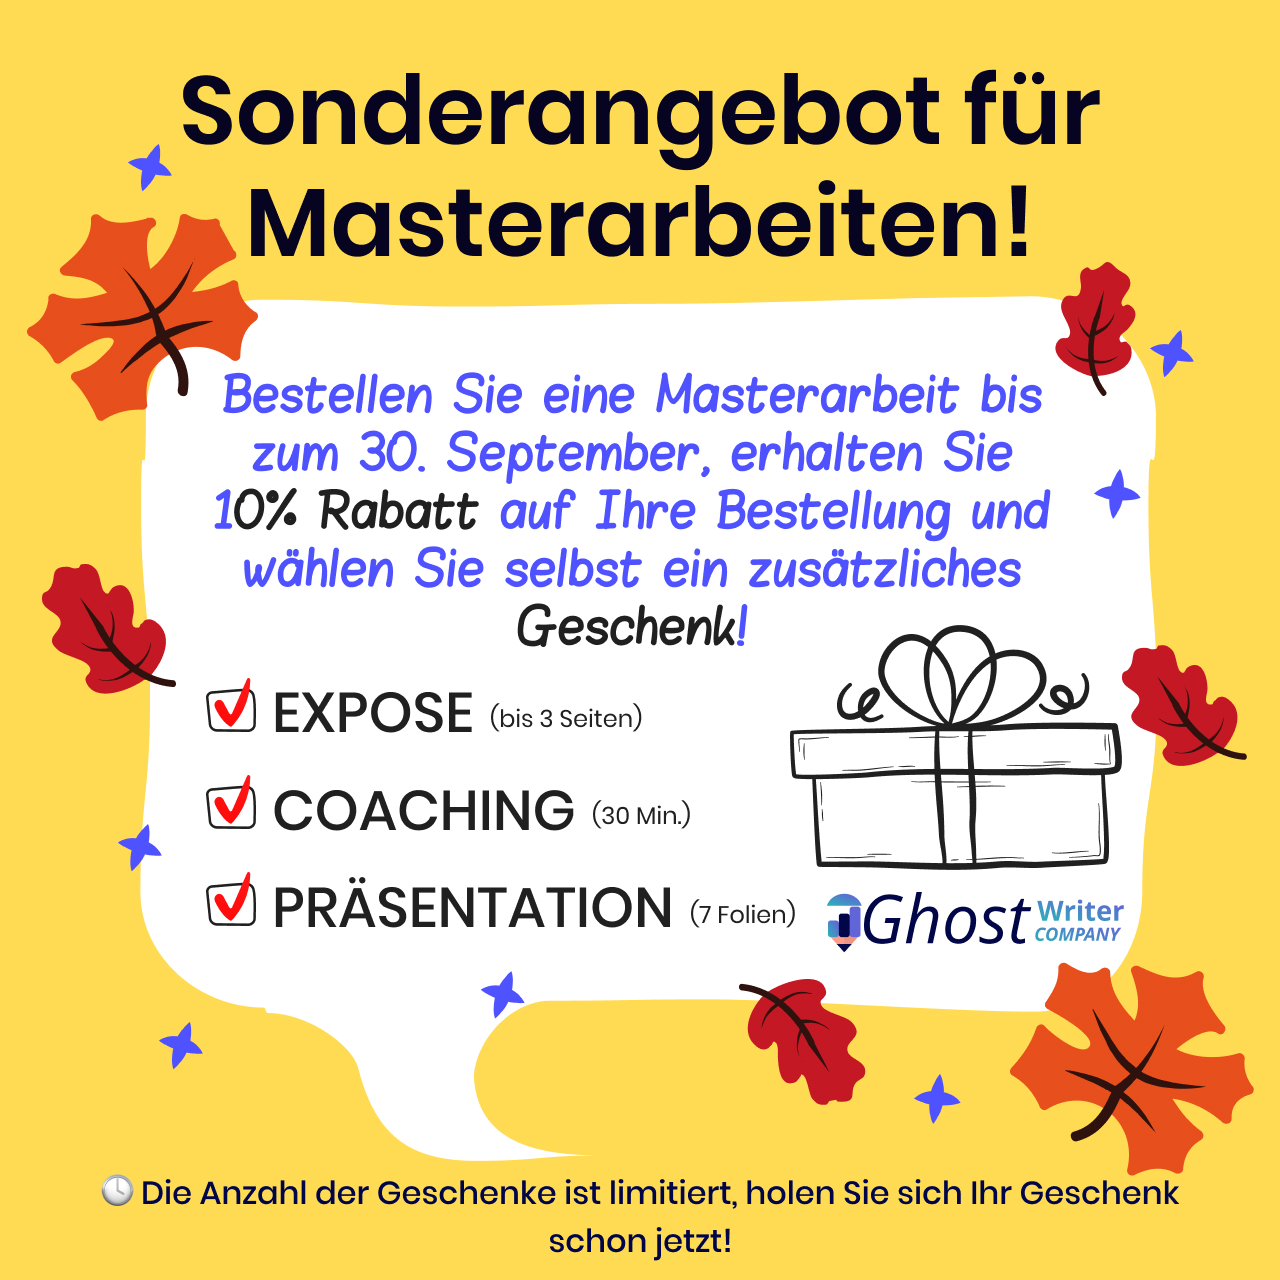 Sonderangebot für
Masterarbeiten!
Bestellen Sie eine Masterarbeit bis
zum 30. September, erhalten Sie
10% Rabatt auf Ihre Bestellung und
wählen Sie selbst ein zusätzliches
Geschenk!
EXPOSE (bis 3 Seiten)
COACHING (30 Min.)
PRÄSENTATION (7 Folien)
Ghost Writer
COMPANY
Die Anzahl der Geschenke ist limitiert, holen Sie sich Ihr Geschenk
schon jetzt!